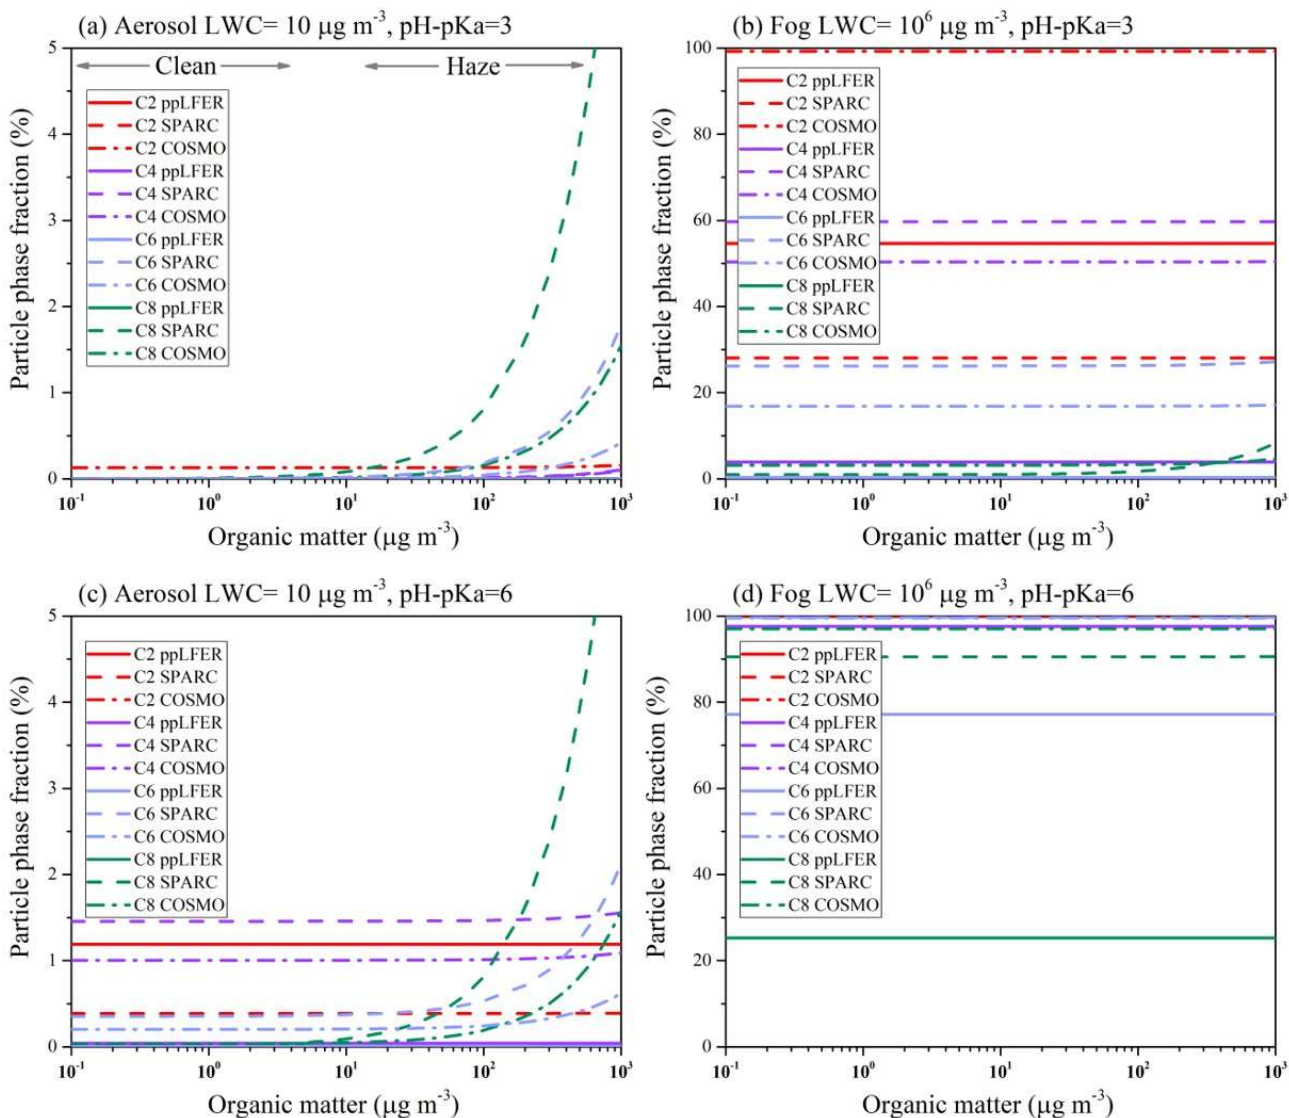 (a) Aerosol LWC= 10 μg m⁻³, pH-pKa=3
5
4
3
2
1
0
Particle phase fraction (%)
Clean
Haze
C2 ppLFER
C2 SPARC
C2 COSMO
C4 ppLFER
C4 SPARC
C4 COSMO
C6 ppLFER
C6 SPARC
C6 COSMO
C8 ppLFER
C8 SPARC
C8 COSMO
10⁻¹ 10⁰ 10¹ 10² 10³
Organic matter (μg m⁻³)
(b) Fog LWC= 10⁶ μg m⁻³, pH-pKa=3
100
80
60
40
20
0
Particle phase fraction (%)
C2 ppLFER
C2 SPARC
C2 COSMO
C4 ppLFER
C4 SPARC
C4 COSMO
C6 ppLFER
C6 SPARC
C6 COSMO
C8 ppLFER
C8 SPARC
C8 COSMO
10⁻¹ 10⁰ 10¹ 10² 10³
Organic matter (μg m⁻³)
(c) Aerosol LWC= 10 μg m⁻³, pH-pKa=6
5
4
3
2
1
0
Particle phase fraction (%)
C2 ppLFER
C2 SPARC
C2 COSMO
C4 ppLFER
C4 SPARC
C4 COSMO
C6 ppLFER
C6 SPARC
C6 COSMO
C8 ppLFER
C8 SPARC
C8 COSMO
10⁻¹ 10⁰ 10¹ 10² 10³
Organic matter (μg m⁻³)
(d) Fog LWC= 10⁶ μg m⁻³, pH-pKa=6
100
80
60
40
20
0
Particle phase fraction (%)
C2 ppLFER
C2 SPARC
C2 COSMO
C4 ppLFER
C4 SPARC
C4 COSMO
C6 ppLFER
C6 SPARC
C6 COSMO
C8 ppLFER
C8 SPARC
C8 COSMO
10⁻¹ 10⁰ 10¹ 10² 10³
Organic matter (μg m⁻³)